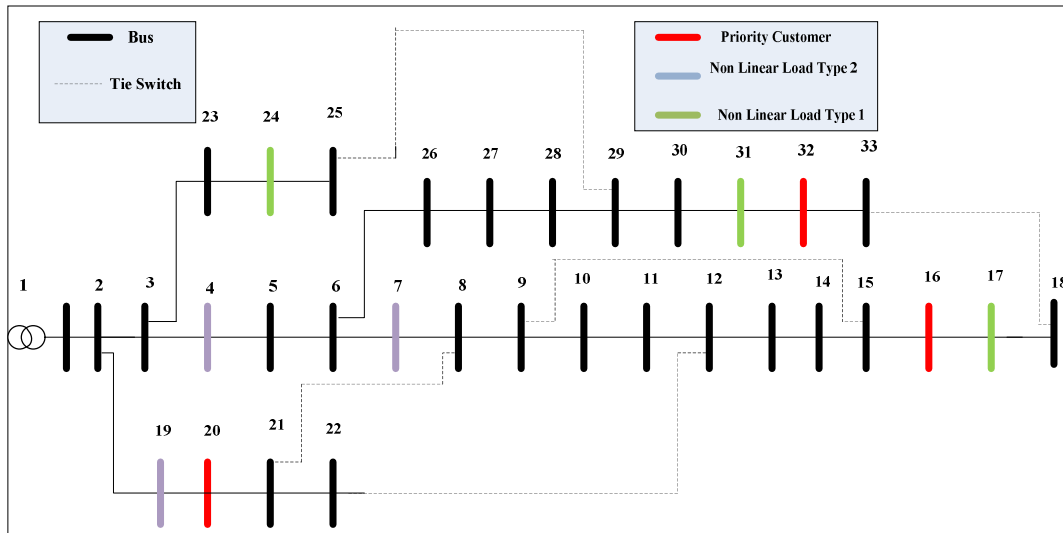 Bus
Tie Switch
Priority Customer
Non Linear Load Type 2
Non Linear Load Type 1
23 24 25
26 27 28 29 30 31 32 33
1 2 3 4 5 6 7 8 9 10 11 12 13 14 15 16 17 18
19 20 21 22